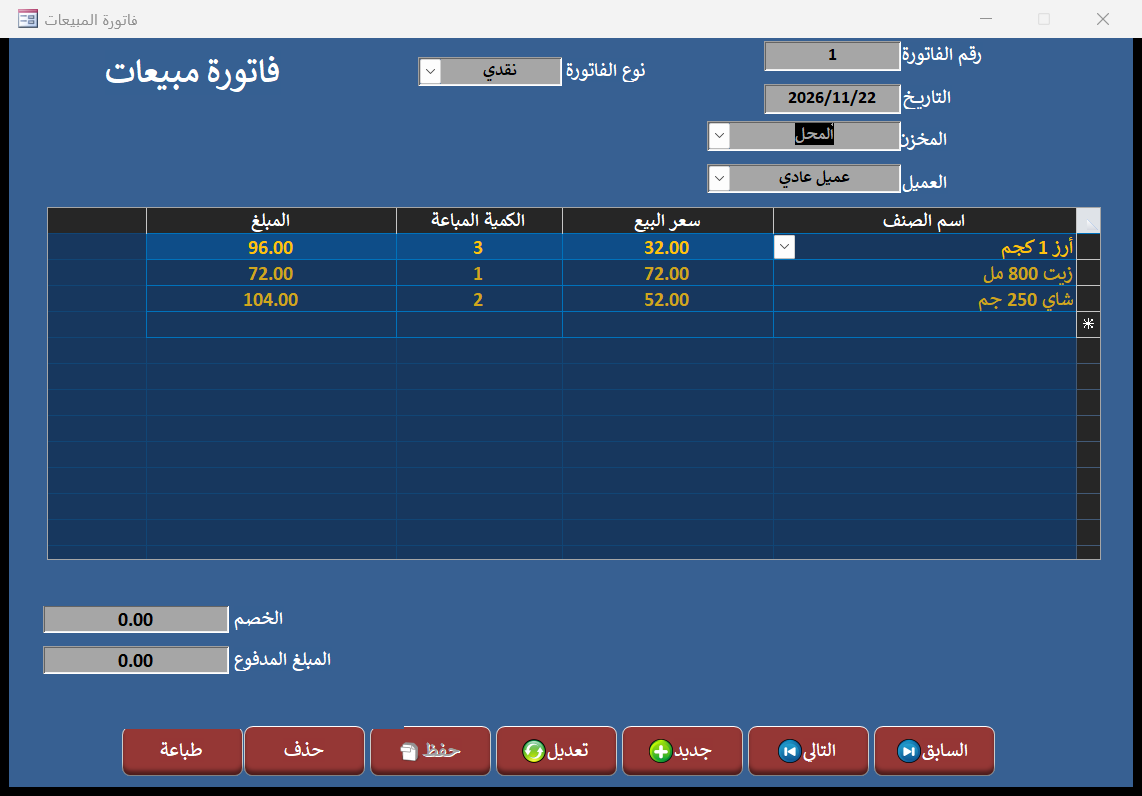 فاتورة المبيعات
رقم الفاتورة 1
نوع الفاتورة نقدي
فاتورة مبيعات
التاريخ 2026/11/22
المخزن المحل
العميل عميل عادي
اسم الصنف سعر البيع الكمية المباعة المبلغ
أرز 1 كجم 32.00 3 96.00
زيت 800 مل 72.00 1 72.00
شاي 250 جم 52.00 2 104.00
الخصم 0.00
المبلغ المدفوع 0.00
السابق التالي جديد تعديل حفظ حذف طباعة